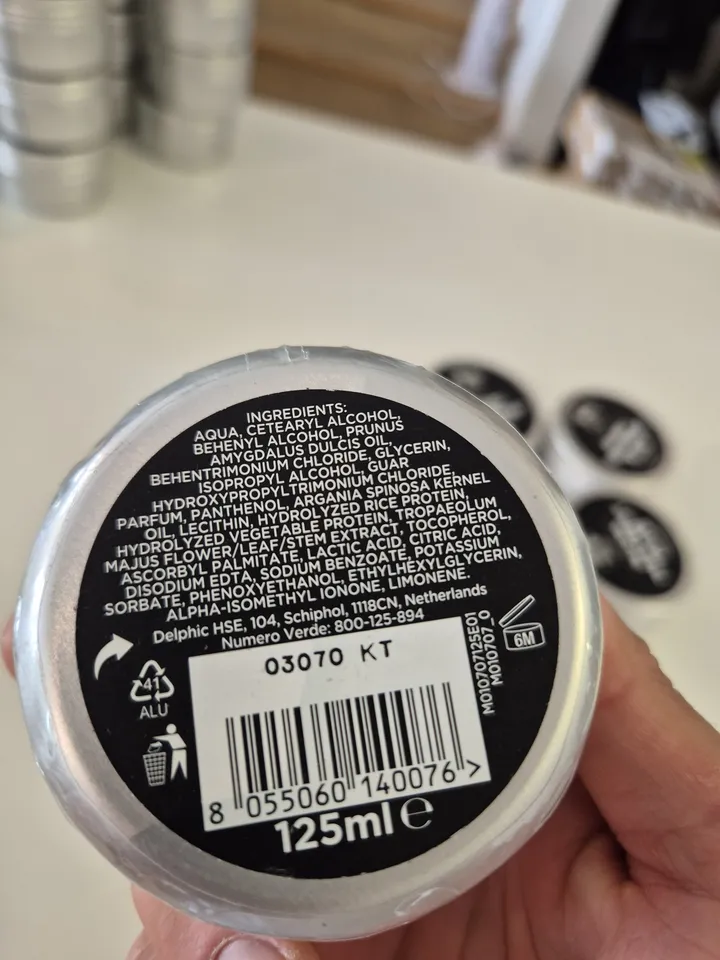 INGREDIENTS:
AQUA, CETEARYL ALCOHOL,
BEHENYL ALCOHOL, PRUNUS
AMYGDALUS DULCIS OIL,
BEHENTRIMONIUM CHLORIDE, GLYCERIN,
ISOPROPYL ALCOHOL, GUAR
HYDROXYPROPYLTRIMONIUM CHLORIDE,
PARFUM, PANTHENOL, ARGANIA SPINOSA KERNEL
OIL, LECITHIN, HYDROLYZED RICE PROTEIN,
HYDROLYZED VEGETABLE PROTEIN, TROPAEOLUM
MAJUS FLOWER/LEAF/STEM EXTRACT, TOCOPHEROL,
ASCORBYL PALMITATE, LACTIC ACID, CITRIC ACID,
DISODIUM EDTA, SODIUM BENZOATE, POTASSIUM
SORBATE, PHENOXYETHANOL, ETHYLHEXYLGLYCERIN,
ALPHA-ISOMETHYL IONONE, LIMONENE.
Delphic HSE, 104, Schiphol, 1118CN, Netherlands
Numero Verde: 800-125-894
03070 KT
M010707125E01
M010707_0
6M
41
ALU
8 055060 140076 >
125ml e